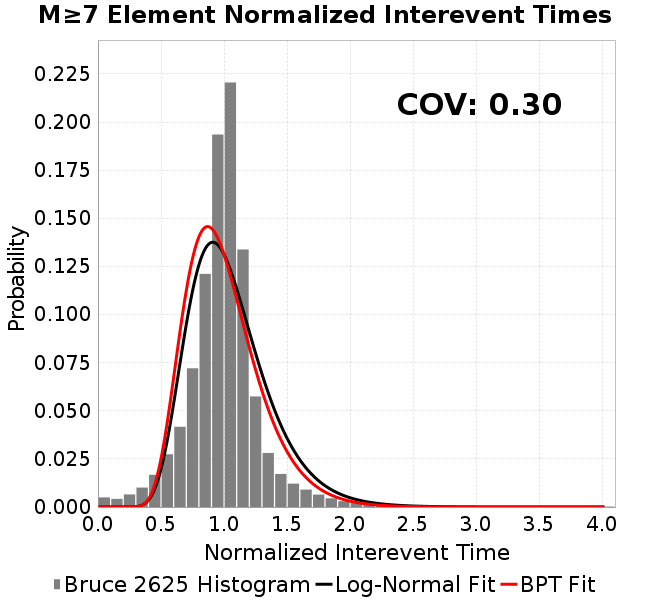 M≥7 Element Normalized Interevent Times
COV: 0.30
0.225
0.200
0.175
0.150
0.125
0.100
0.075
0.050
0.025
0.000
Probability
0.0 0.5 1.0 1.5 2.0 2.5 3.0 3.5 4.0
Normalized Interevent Time
Bruce 2625 Histogram Log-Normal Fit BPT Fit